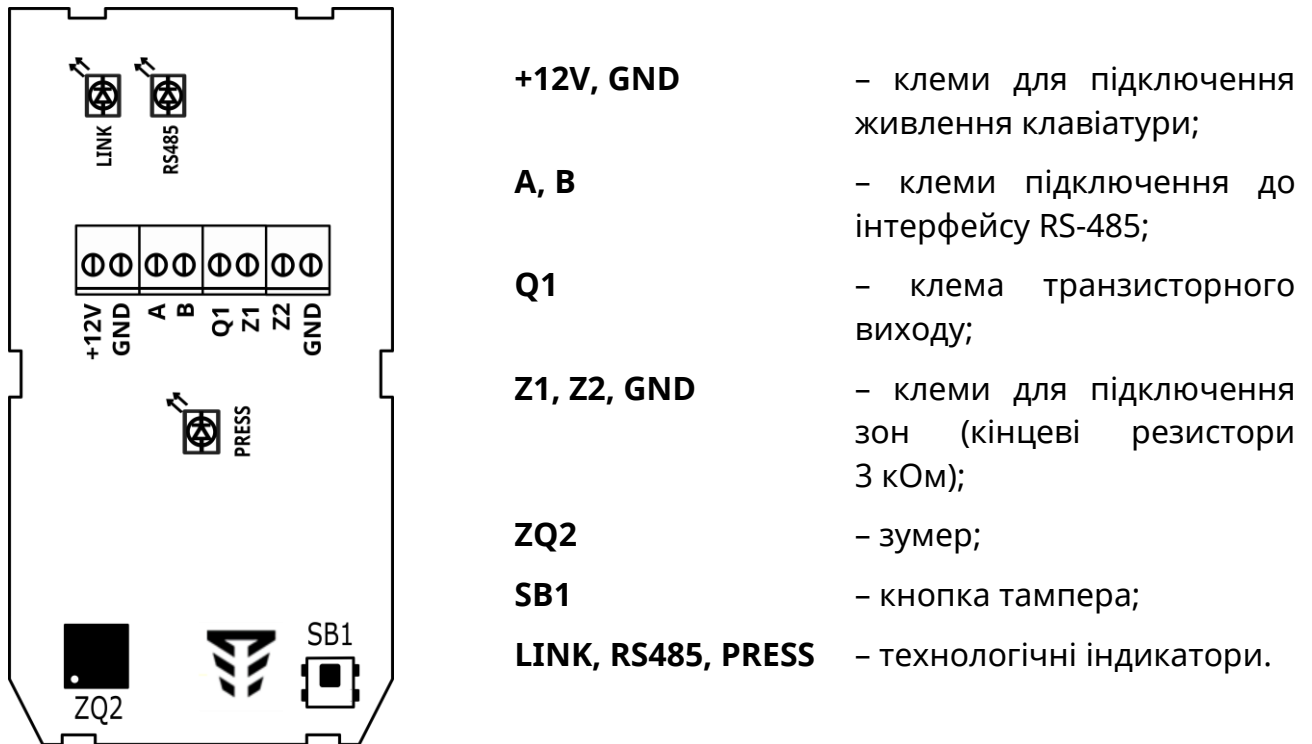 LINK
RS485
+12V
GND
A
B
Q1
Z1
Z2
GND
PRESS
ZQ2
SB1
+12V, GND – клеми для підключення
живлення клавіатури;
A, B – клеми підключення до
інтерфейсу RS-485;
Q1 – клема транзисторного
виходу;
Z1, Z2, GND – клеми для підключення
зон (кінцеві резистори
3 кОм);
ZQ2 – зумер;
SB1 – кнопка тампера;
LINK, RS485, PRESS – технологічні індикатори.